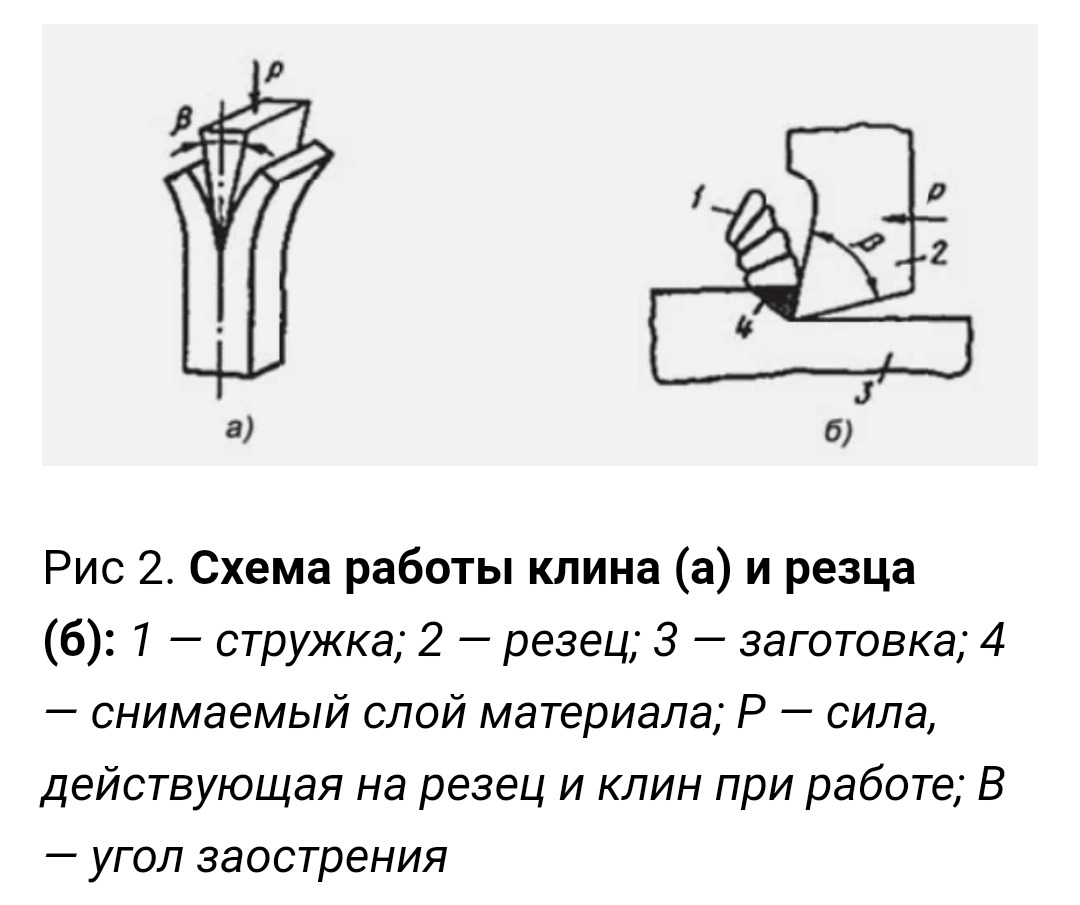 P
β
а)
1
P
β
2
4
3
б)
Рис 2. Схема работы клина (а) и резца
(б): 1 — стружка; 2 — резец; 3 — заготовка; 4
— снимаемый слой материала; Р — сила,
действующая на резец и клин при работе; В
— угол заострения